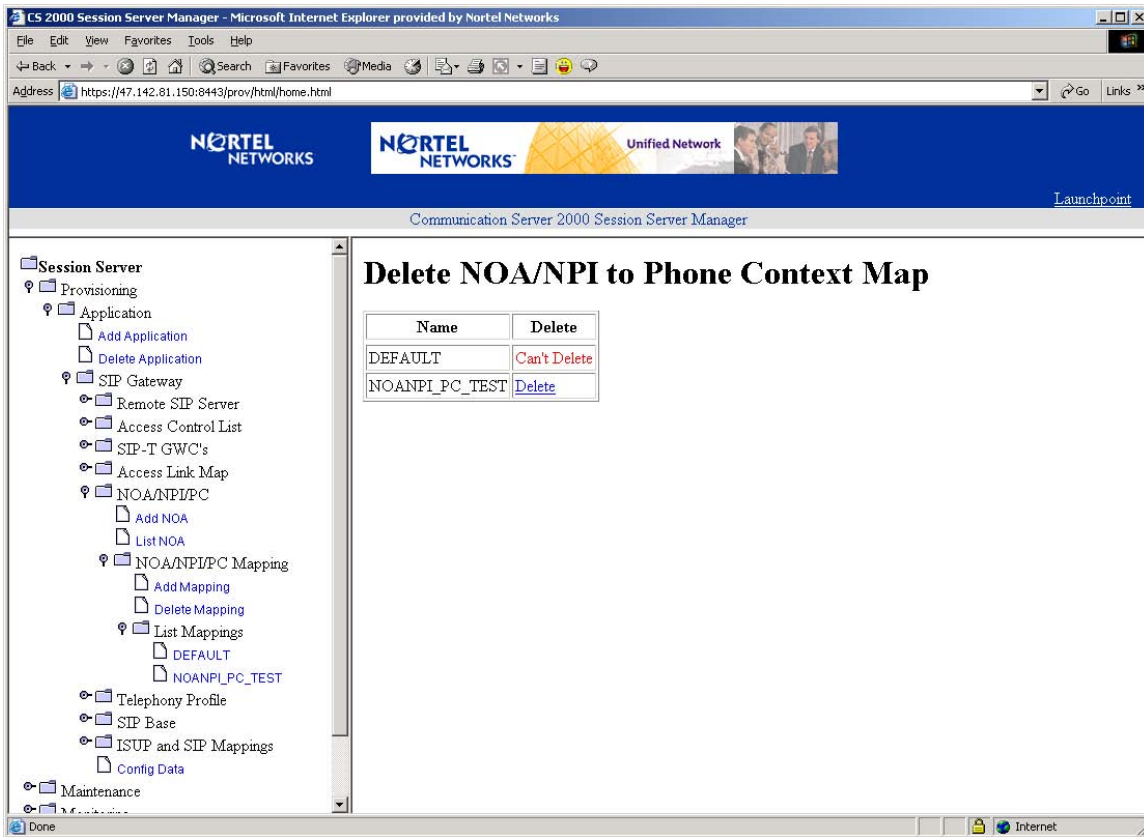 CS 2000 Session Server Manager - Microsoft Internet Explorer provided by Nortel Networks
File Edit View Favorites Tools Help
Back Search Favorites Media
Address https://47.142.81.150:8443/prov/html/home.html Go Links »
NORTEL NETWORKS
NORTEL NETWORKS™ Unified Network
Launchpoint
Communication Server 2000 Session Server Manager
Session Server
Provisioning
Application
Add Application
Delete Application
SIP Gateway
Remote SIP Server
Access Control List
SIP-T GWC's
Access Link Map
NOA/NPI/PC
Add NOA
List NOA
NOA/NPI/PC Mapping
Add Mapping
Delete Mapping
List Mappings
DEFAULT
NOANPI_PC_TEST
Telephony Profile
SIP Base
ISUP and SIP Mappings
Config Data
Maintenance
Monitoring
Delete NOA/NPI to Phone Context Map
Name Delete
DEFAULT Can't Delete
NOANPI_PC_TEST Delete
Done Internet